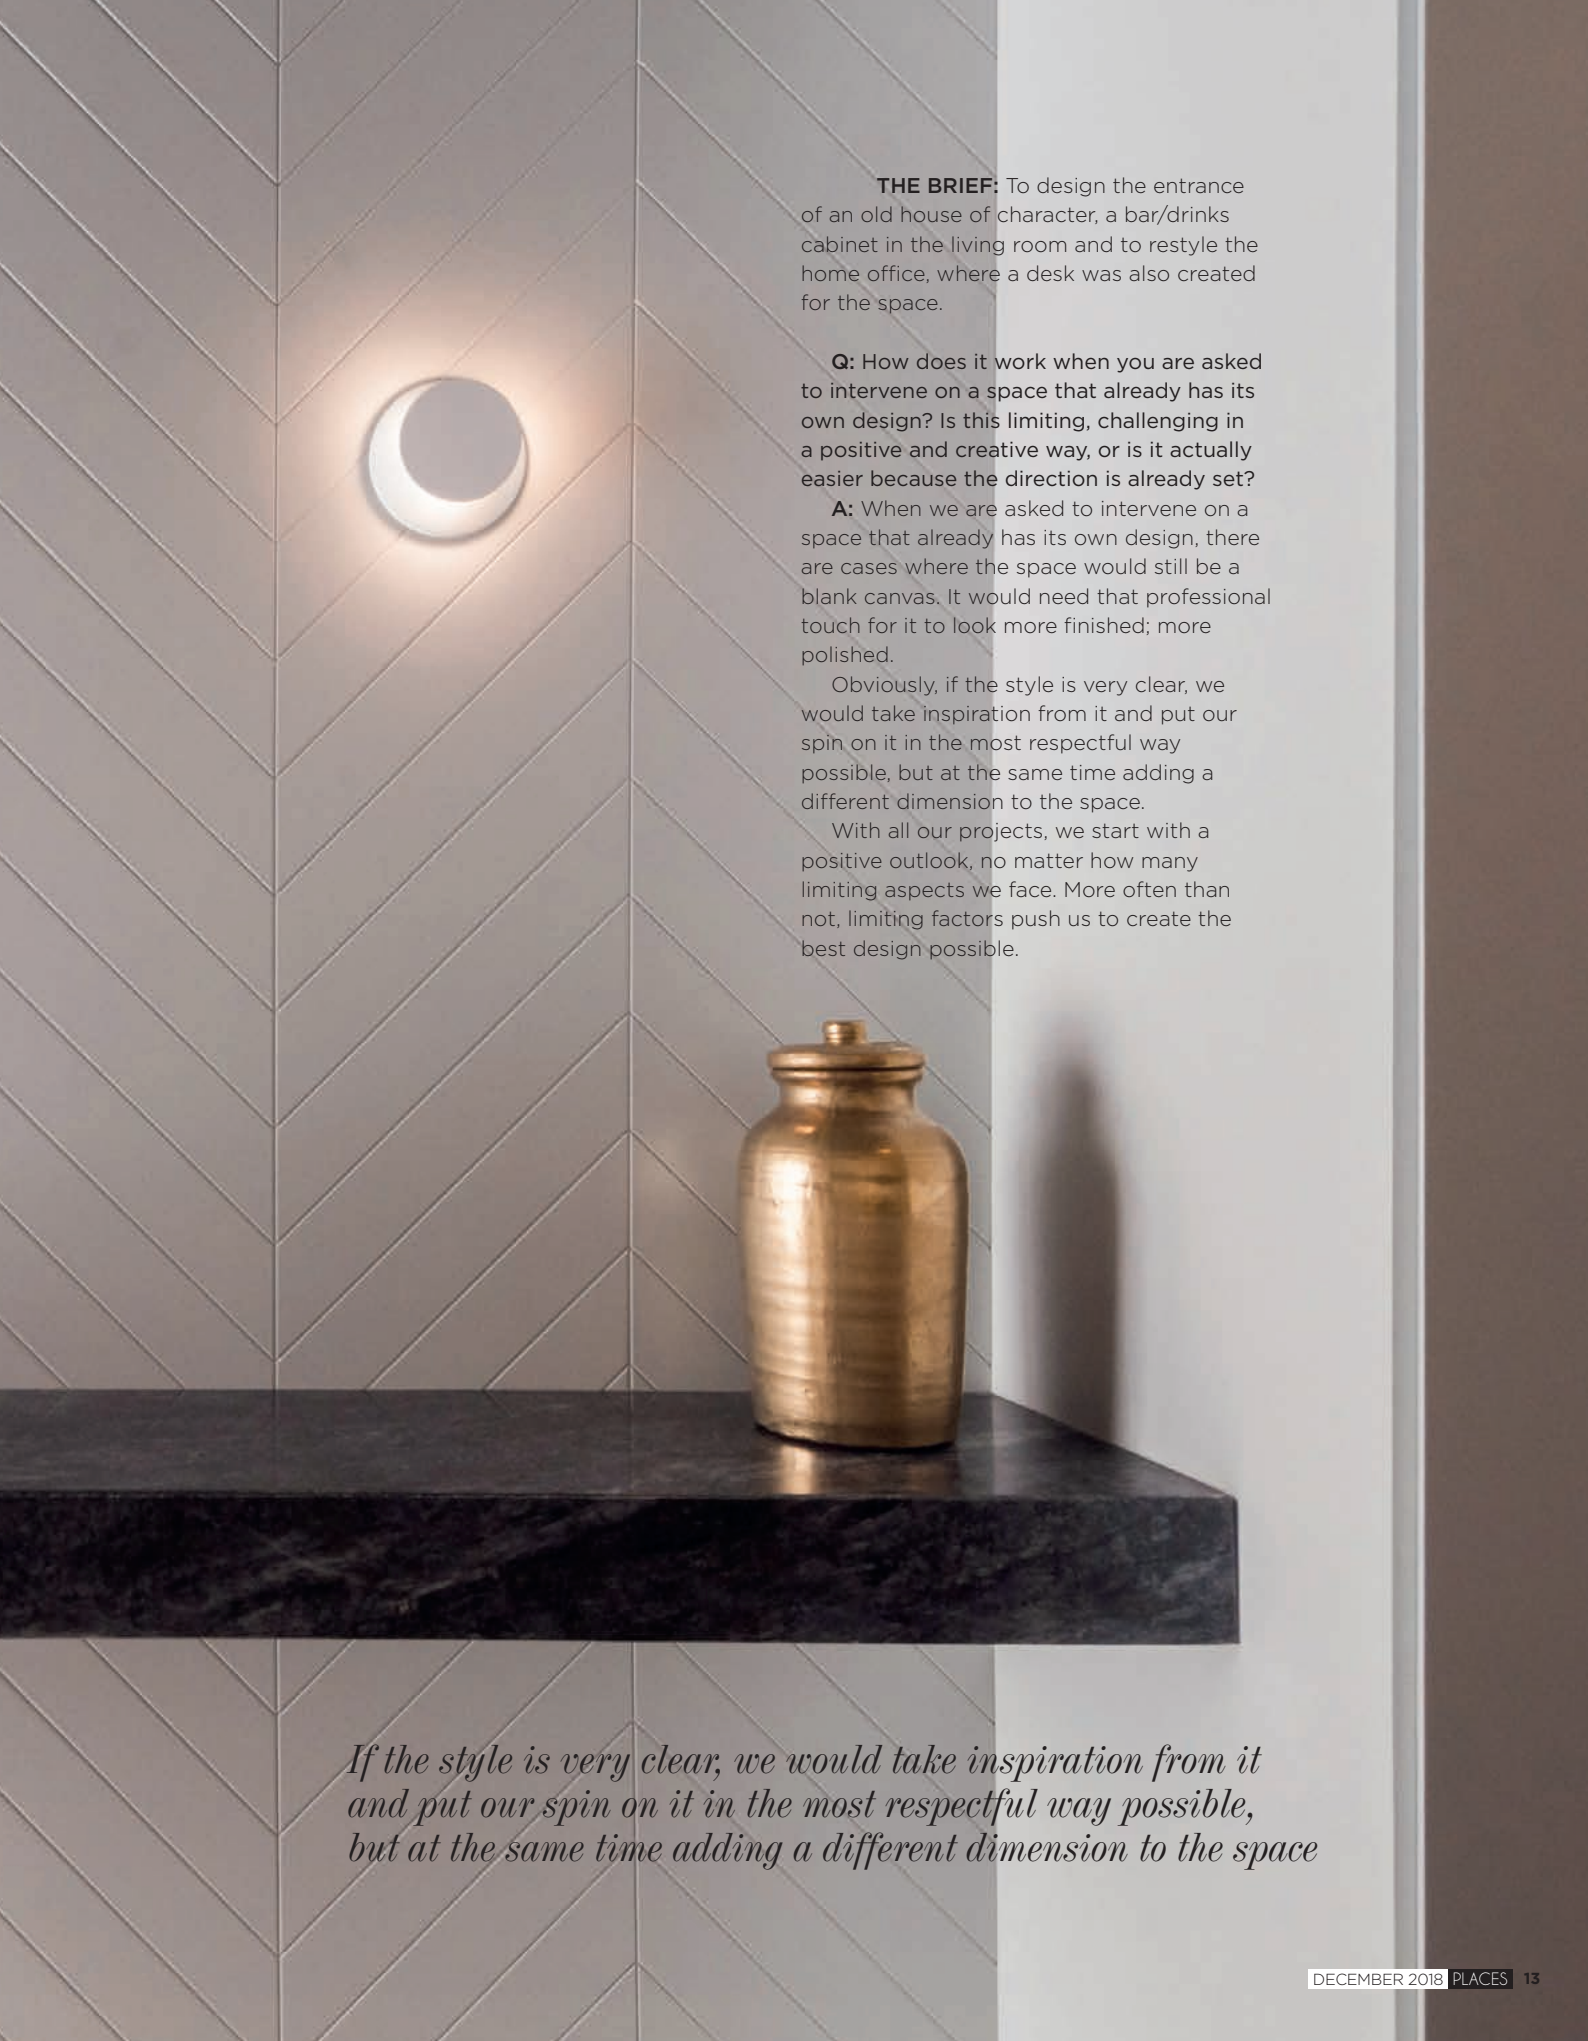 THE BRIEF: To design the entrance
of an old house of character, a bar/drinks
cabinet in the living room and to restyle the
home office, where a desk was also created
for the space.
Q: How does it work when you are asked
to intervene on a space that already has its
own design? Is this limiting, challenging in
a positive and creative way, or is it actually
easier because the direction is already set?
A: When we are asked to intervene on a
space that already has its own design, there
are cases where the space would still be a
blank canvas. It would need that professional
touch for it to look more finished; more
polished.
Obviously, if the style is very clear, we
would take inspiration from it and put our
spin on it in the most respectful way
possible, but at the same time adding a
different dimension to the space.
With all our projects, we start with a
positive outlook, no matter how many
limiting aspects we face. More often than
not, limiting factors push us to create the
best design possible.
If the style is very clear, we would take inspiration from it
and put our spin on it in the most respectful way possible,
but at the same time adding a different dimension to the space
DECEMBER 2018 PLACES 13